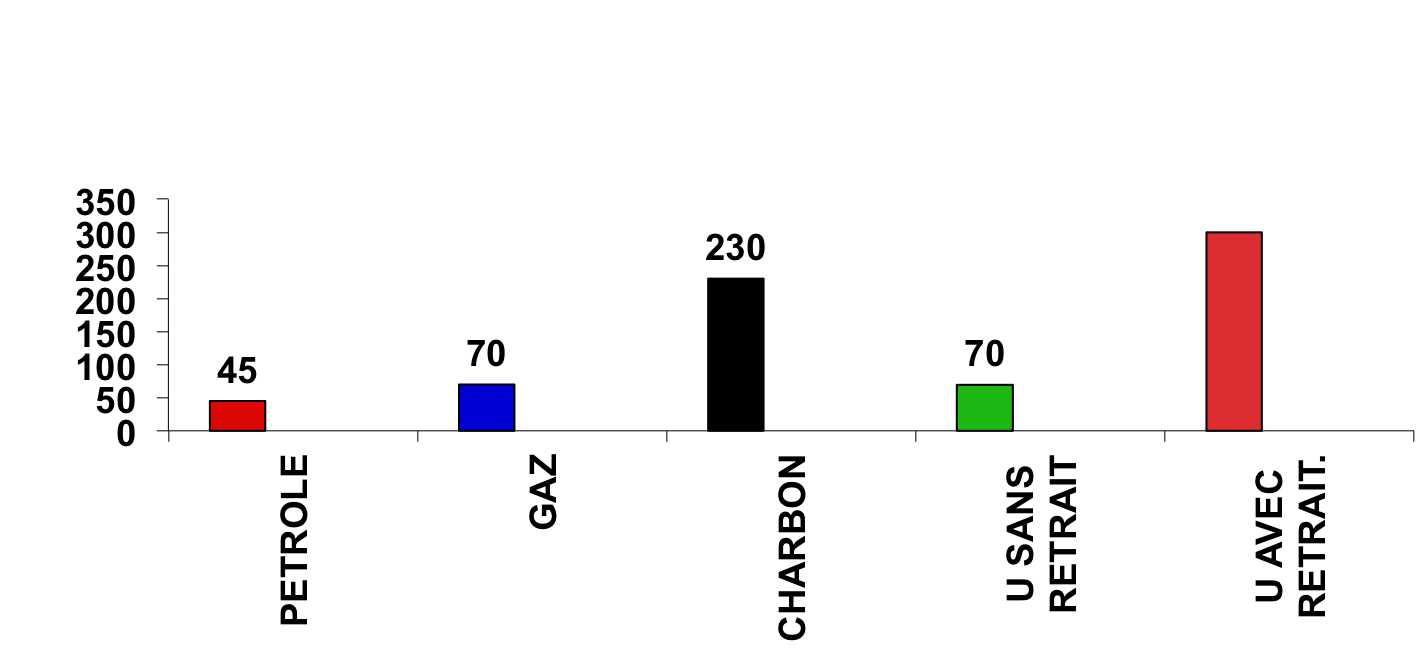 350
300
250
200
150
100
50
0
45
70
230
70
PETROLE
GAZ
CHARBON
U SANS
RETRAIT
U AVEC
RETRAIT.